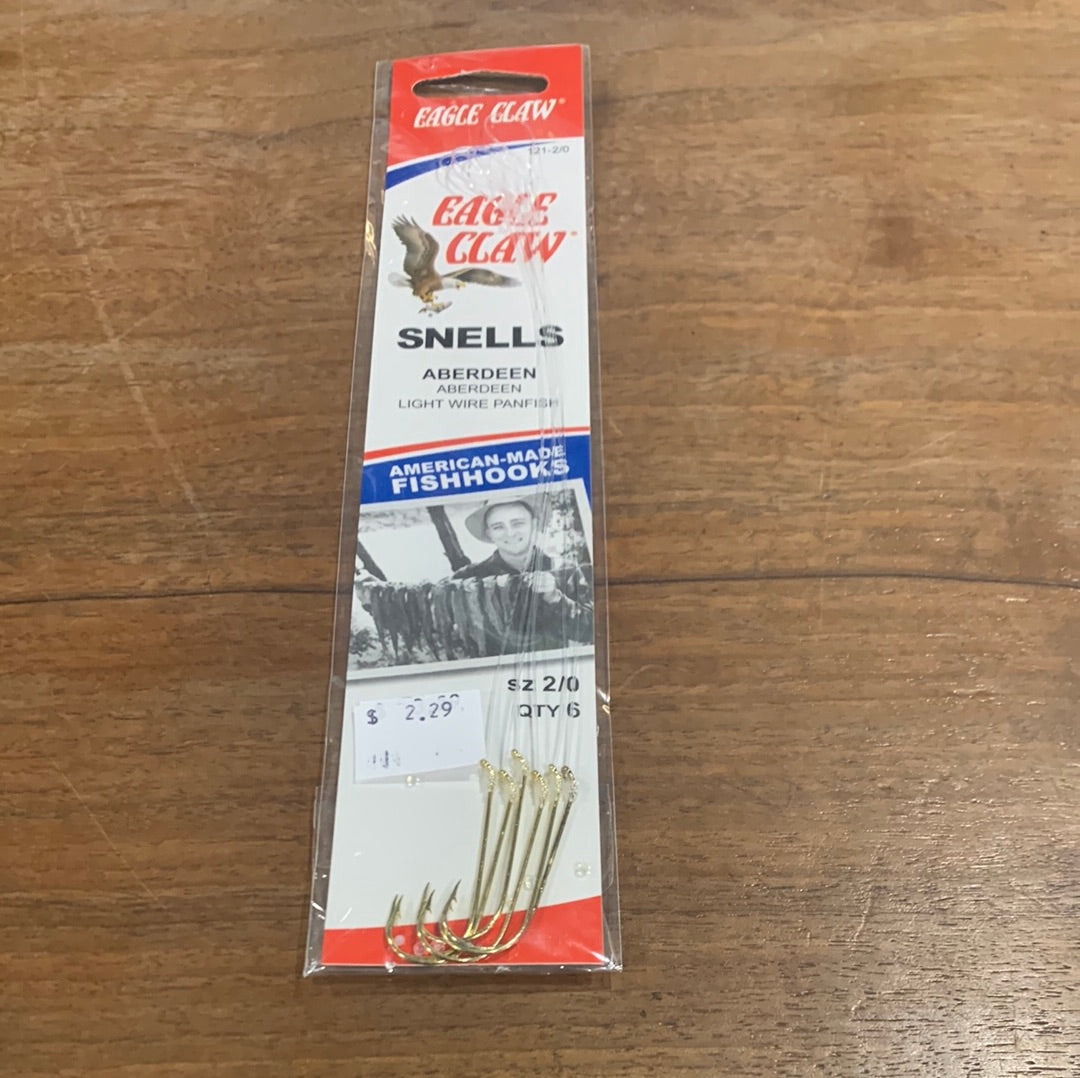 EAGLE CLAW®
121-2/0
EAGLE
CLAW®
SNELLS
ABERDEEN
ABERDEEN
LIGHT WIRE PANFISH
AMERICAN-MADE
FISHHOOKS
SZ 2/0
QTY 6
$ 2.29